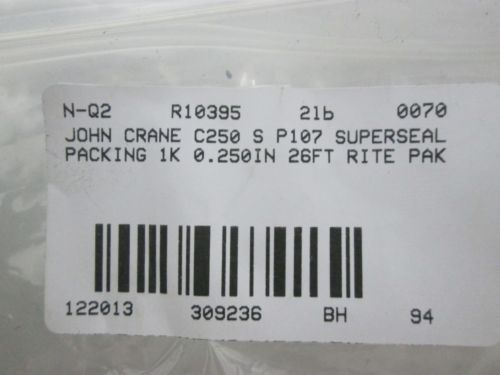 N-Q2 R10395 2lb 0070
JOHN CRANE C250 S P107 SUPERSEAL
PACKING 1K 0.250IN 26FT RITE PAK
122013 309236 BH 94